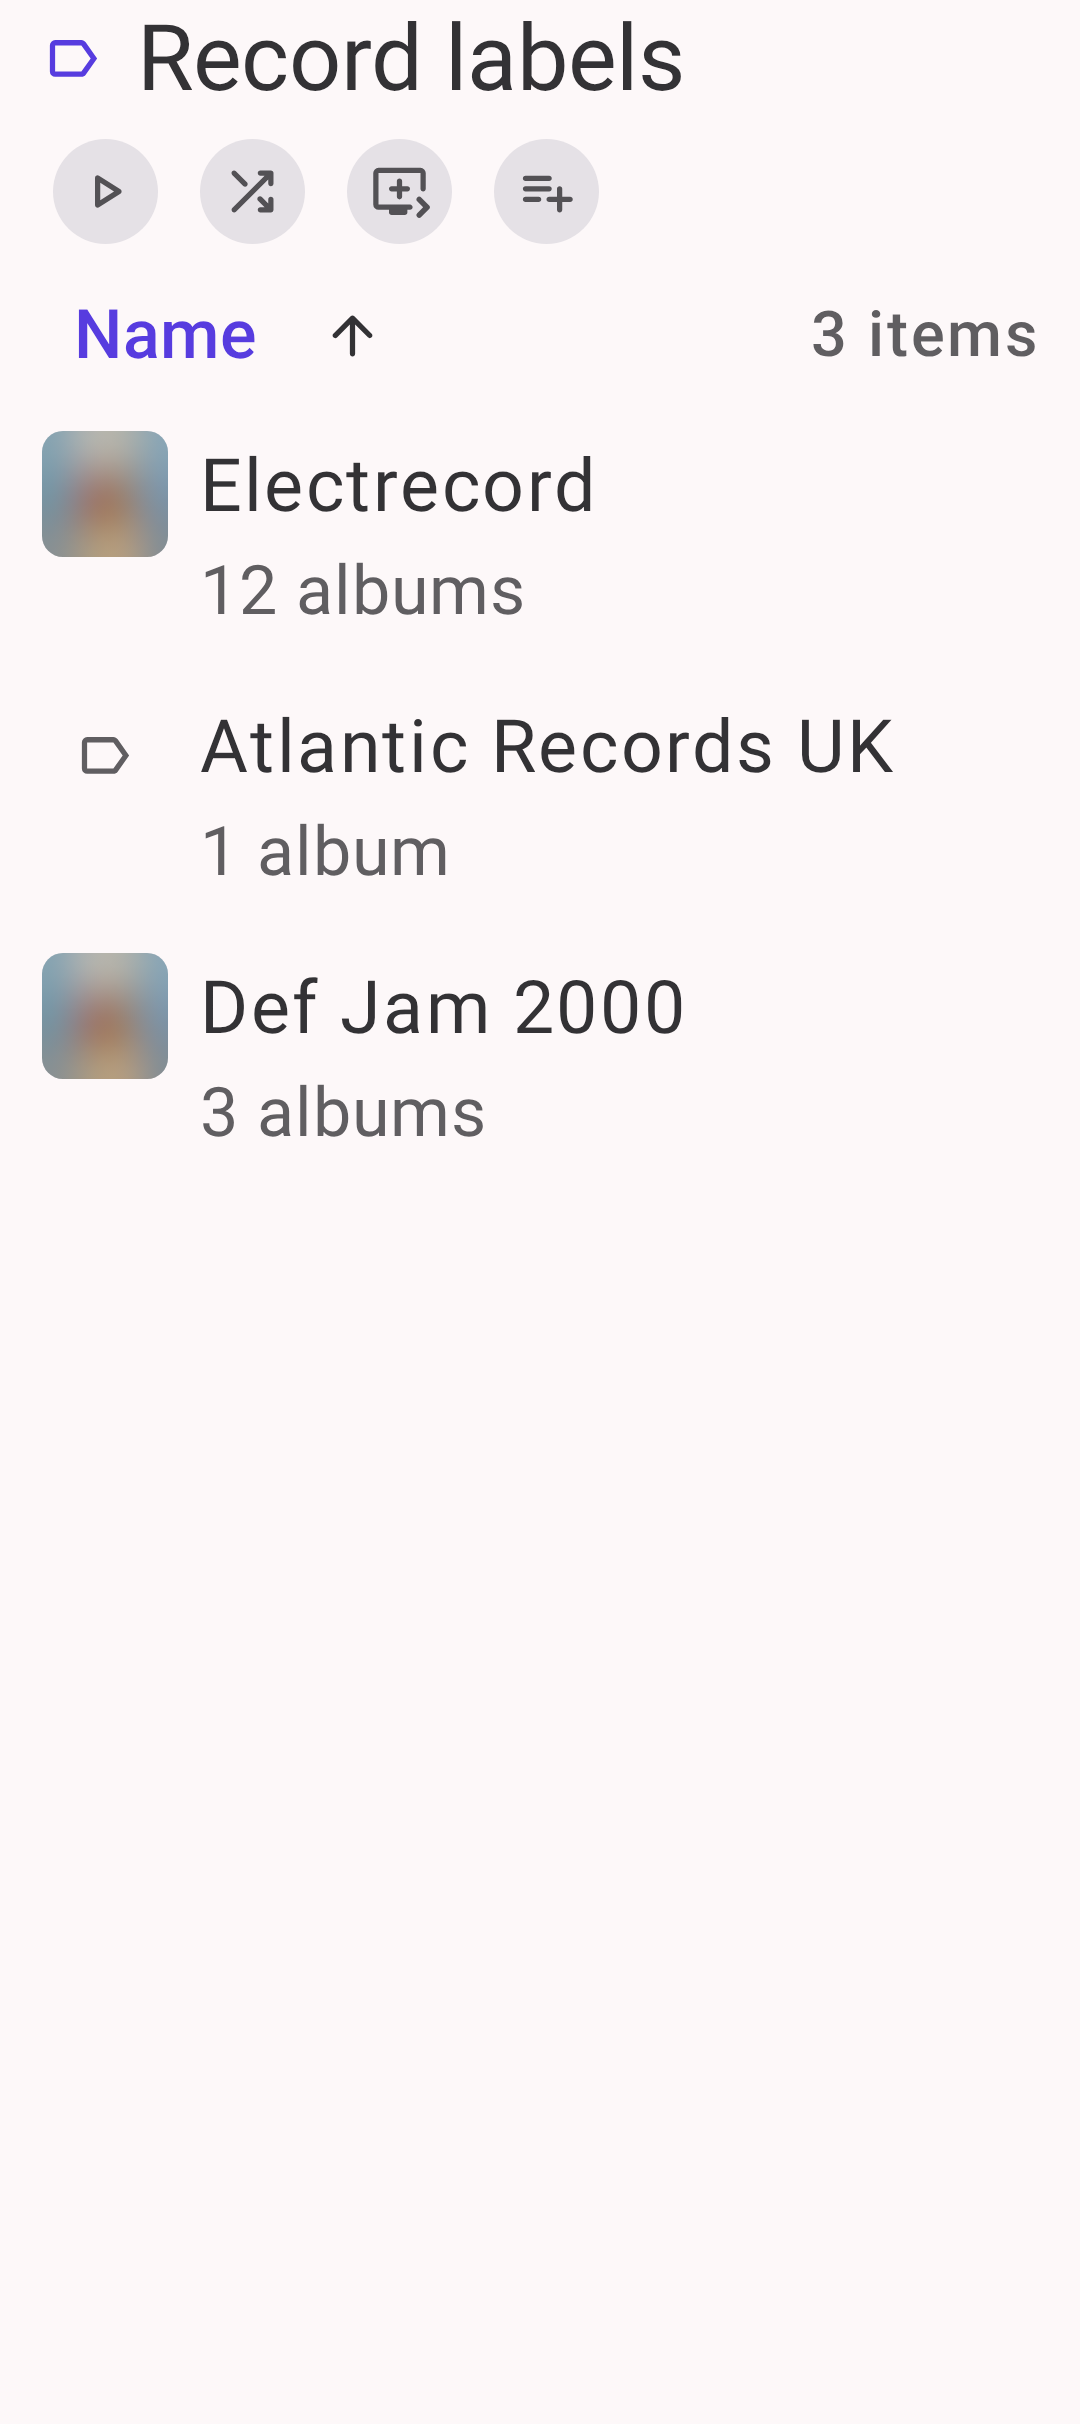 Record labels
Name 3 items
Electrecord
12 albums
Atlantic Records UK
1 album
Def Jam 2000
3 albums